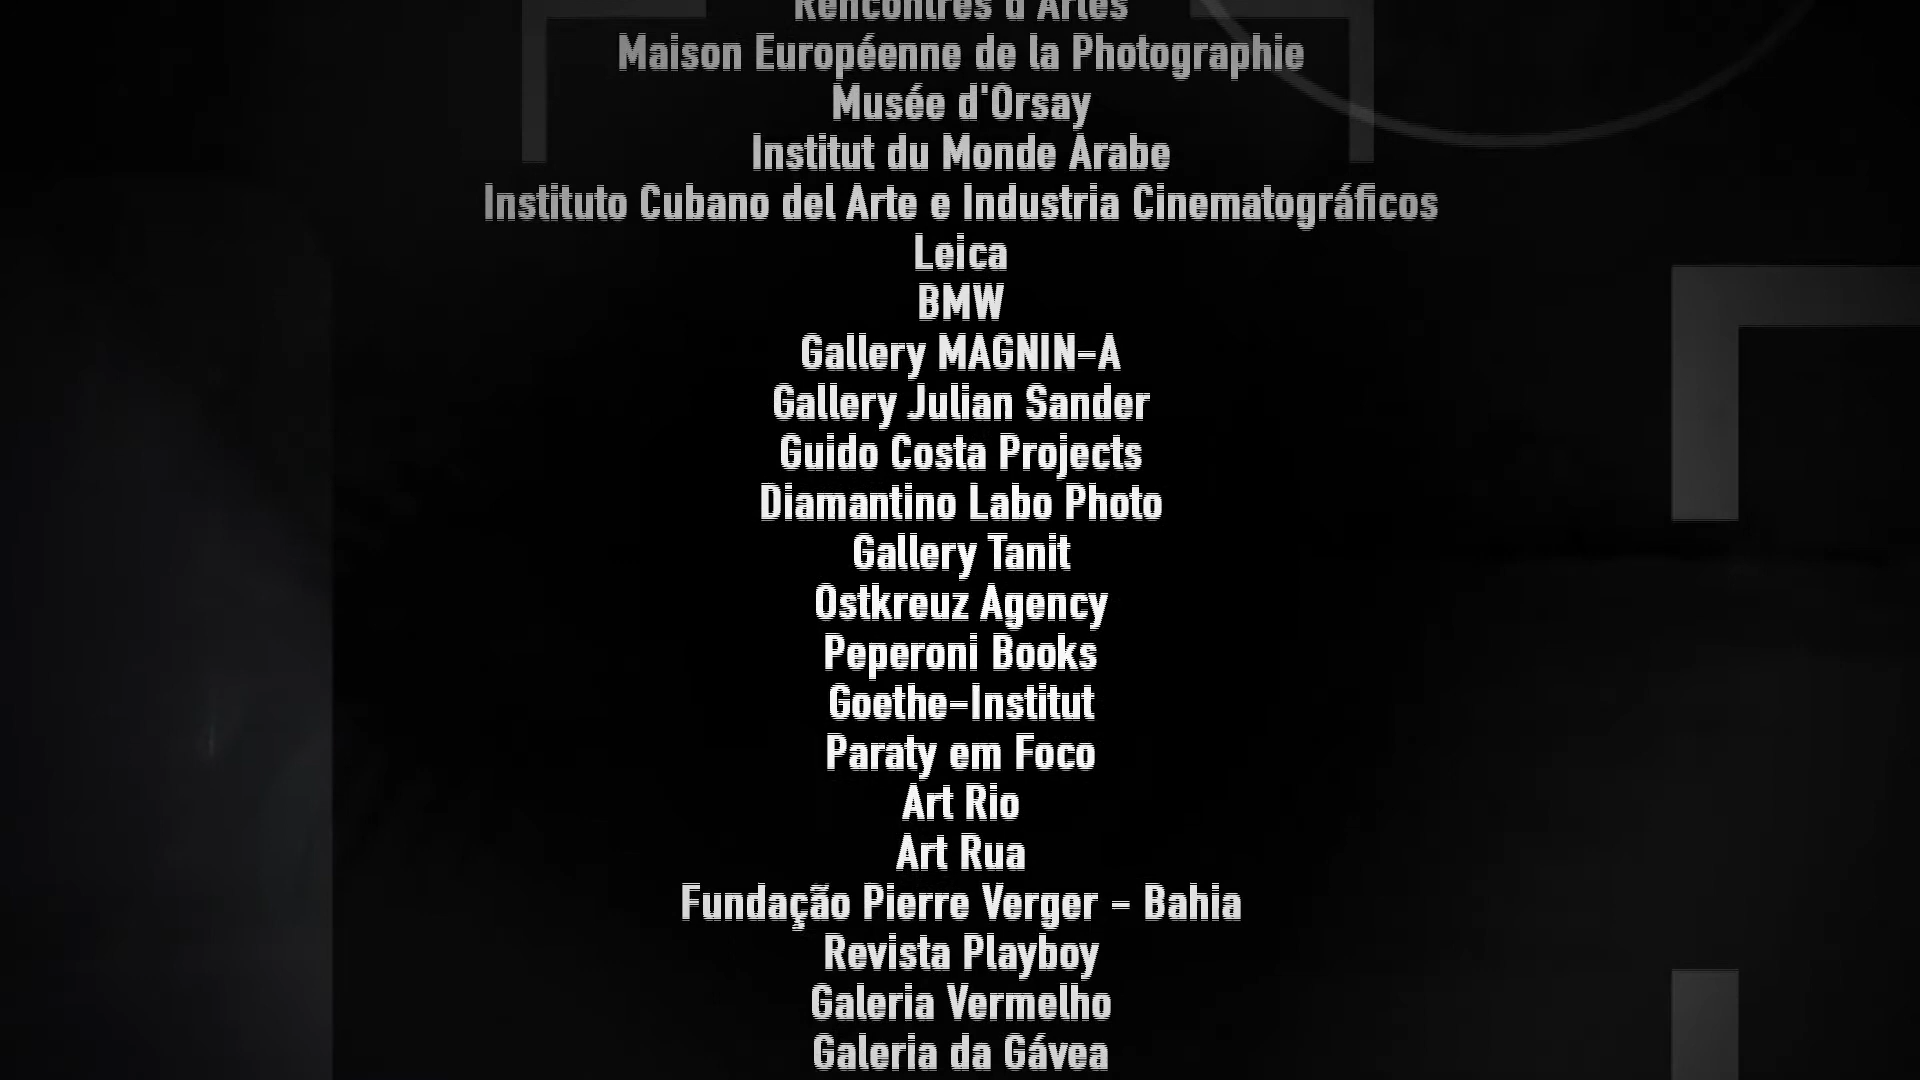 Rencontres d'Arles
Maison Européenne de la Photographie
Musée d'Orsay
Institut du Monde Arabe
Instituto Cubano del Arte e Industria Cinematográficos
Leica
BMW
Gallery MAGNIN-A
Gallery Julian Sander
Guido Costa Projects
Diamantino Labo Photo
Gallery Tanit
Ostkreuz Agency
Peperoni Books
Goethe-Institut
Paraty em Foco
Art Rio
Art Rua
Fundação Pierre Verger - Bahia
Revista Playboy
Galeria Vermelho
Galeria da Gávea